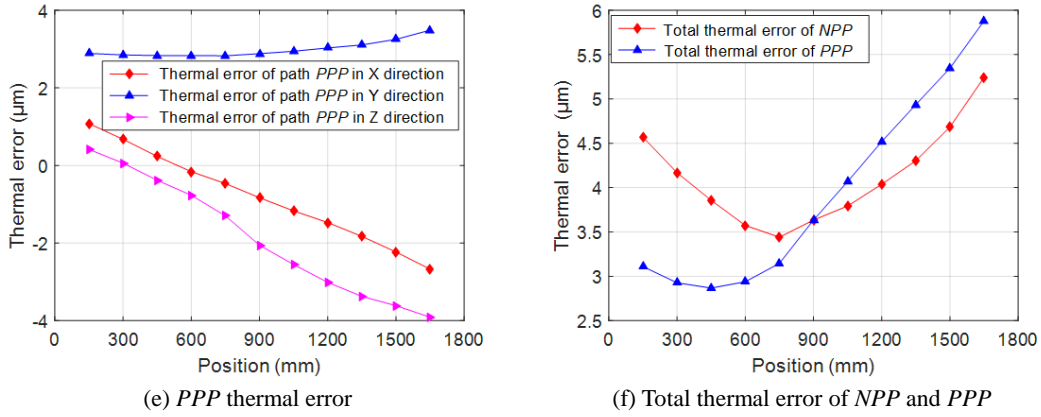 4
2
0
-2
-4
Thermal error (μm)
Thermal error of path PPP in X direction
Thermal error of path PPP in Y direction
Thermal error of path PPP in Z direction
0 300 600 900 1200 1500 1800
Position (mm)
(e) PPP thermal error
6
5.5
5
4.5
4
3.5
3
2.5
Thermal error (μm)
Total thermal error of NPP
Total thermal error of PPP
0 300 600 900 1200 1500 1800
Position (mm)
(f) Total thermal error of NPP and PPP